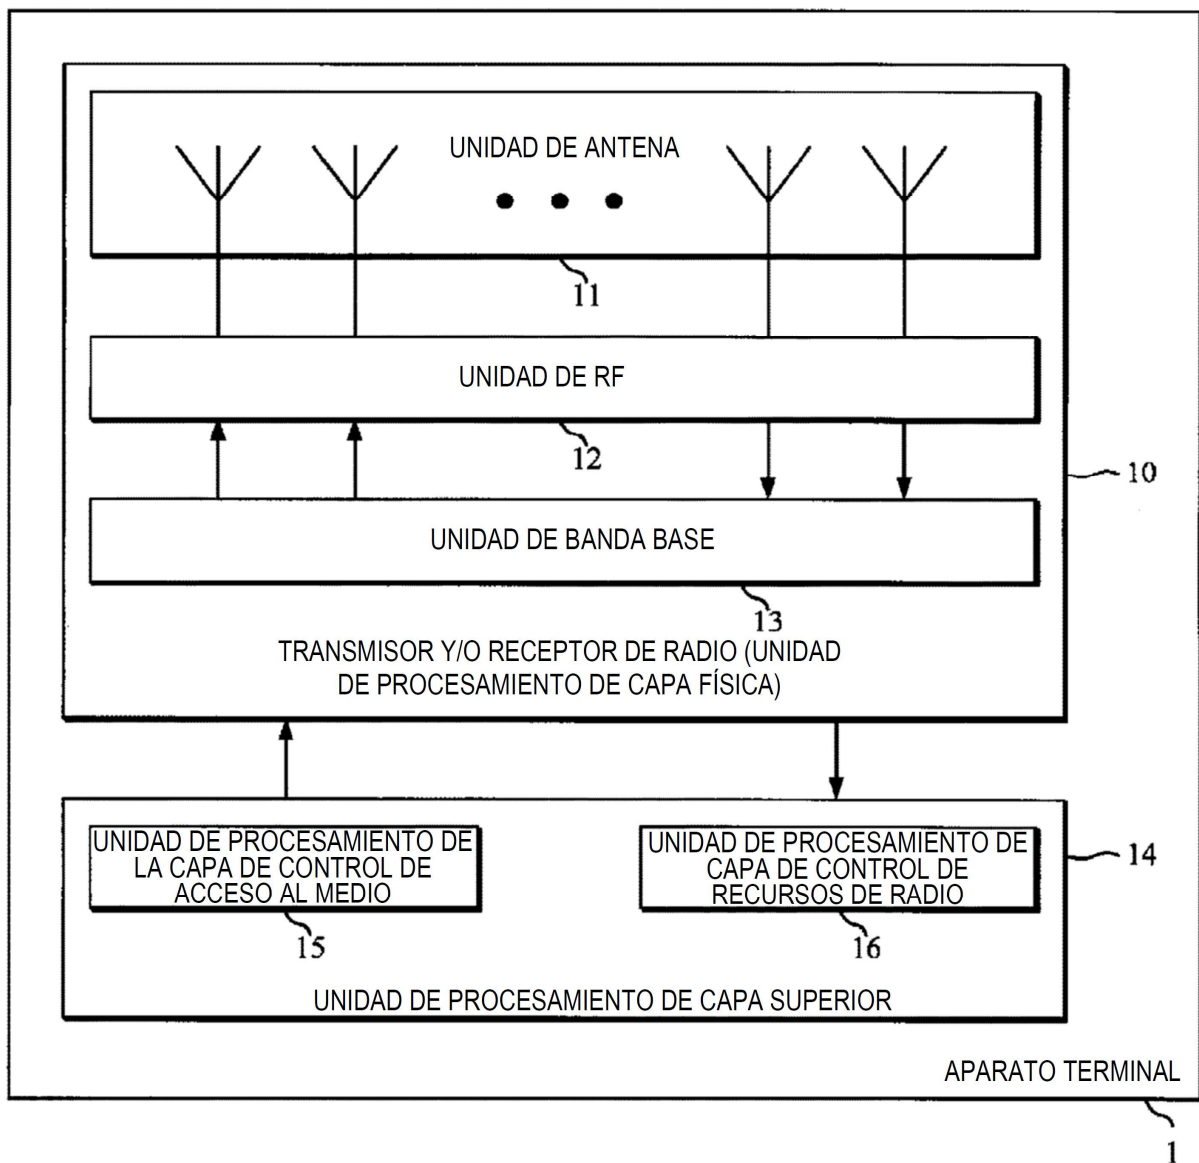 UNIDAD DE ANTENA
11
UNIDAD DE RF
12
10
UNIDAD DE BANDA BASE
13
TRANSMISOR Y/O RECEPTOR DE RADIO (UNIDAD
DE PROCESAMIENTO DE CAPA FÍSICA)
UNIDAD DE PROCESAMIENTO DE
LA CAPA DE CONTROL DE
ACCESO AL MEDIO
15
UNIDAD DE PROCESAMIENTO DE
CAPA DE CONTROL DE
RECURSOS DE RADIO
16
14
UNIDAD DE PROCESAMIENTO DE CAPA SUPERIOR
APARATO TERMINAL
1